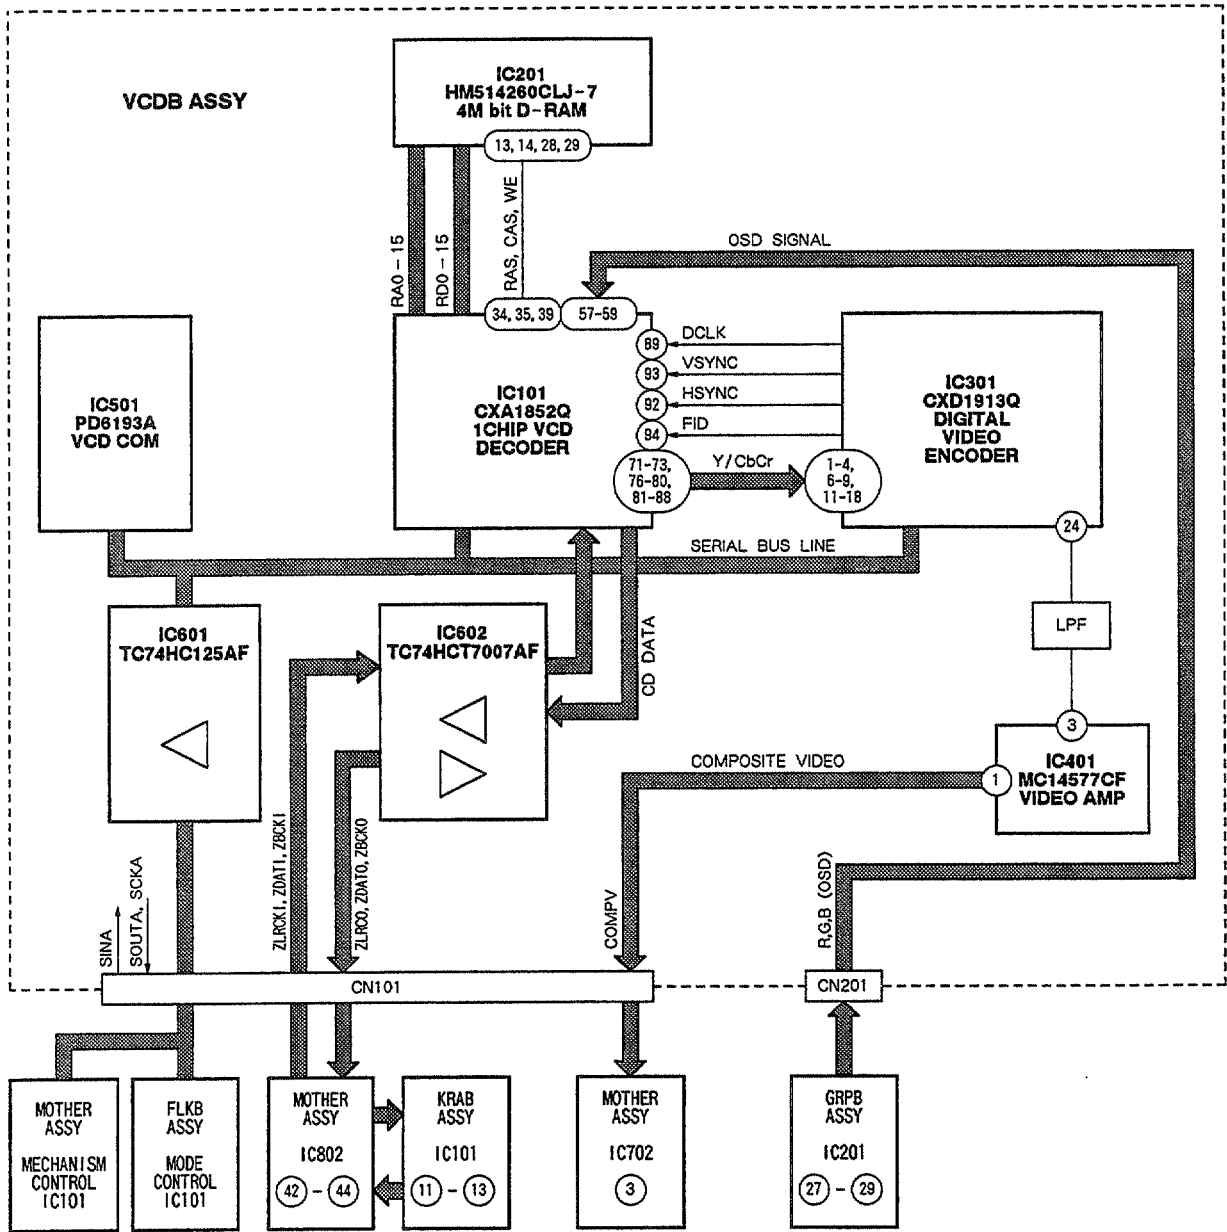 VCDB ASSY
IC201
HM514260CLJ-7
4M bit D-RAM
13, 14, 28, 29
RA0-15
RD0-15
RAS, CAS, WE
OSD SIGNAL
34, 35, 39
57-59
IC501
PD6193A
VCD COM
IC101
CXA1852Q
1CHIP VCD
DECODER
89
DCLK
93
VSYNC
92
HSYNC
94
FID
71-73,
76-80,
81-88
Y/CbCr
1-4,
6-9,
11-18
IC301
CXD1913Q
DIGITAL
VIDEO
ENCODER
24
SERIAL BUS LINE
LPF
IC601
TC74HC125AF
IC602
TC74HCT7007AF
CD DATA
3
IC401
MC14577CF
VIDEO AMP
1
COMPOSITE VIDEO
SINA
SOUTA, SCKA
ZLRCKI, ZDATI, ZBCKI
ZLRCO, ZDATO, ZBCKO
COMPV
R,G,B (OSD)
CN101
CN201
MOTHER
ASSY
MECHANISM
CONTROL
IC101
FLKB
ASSY
MODE
CONTROL
IC101
MOTHER
ASSY
IC802
42 - 44
KRAB
ASSY
IC101
11 - 13
MOTHER
ASSY
IC702
3
GRPB
ASSY
IC201
27 - 29